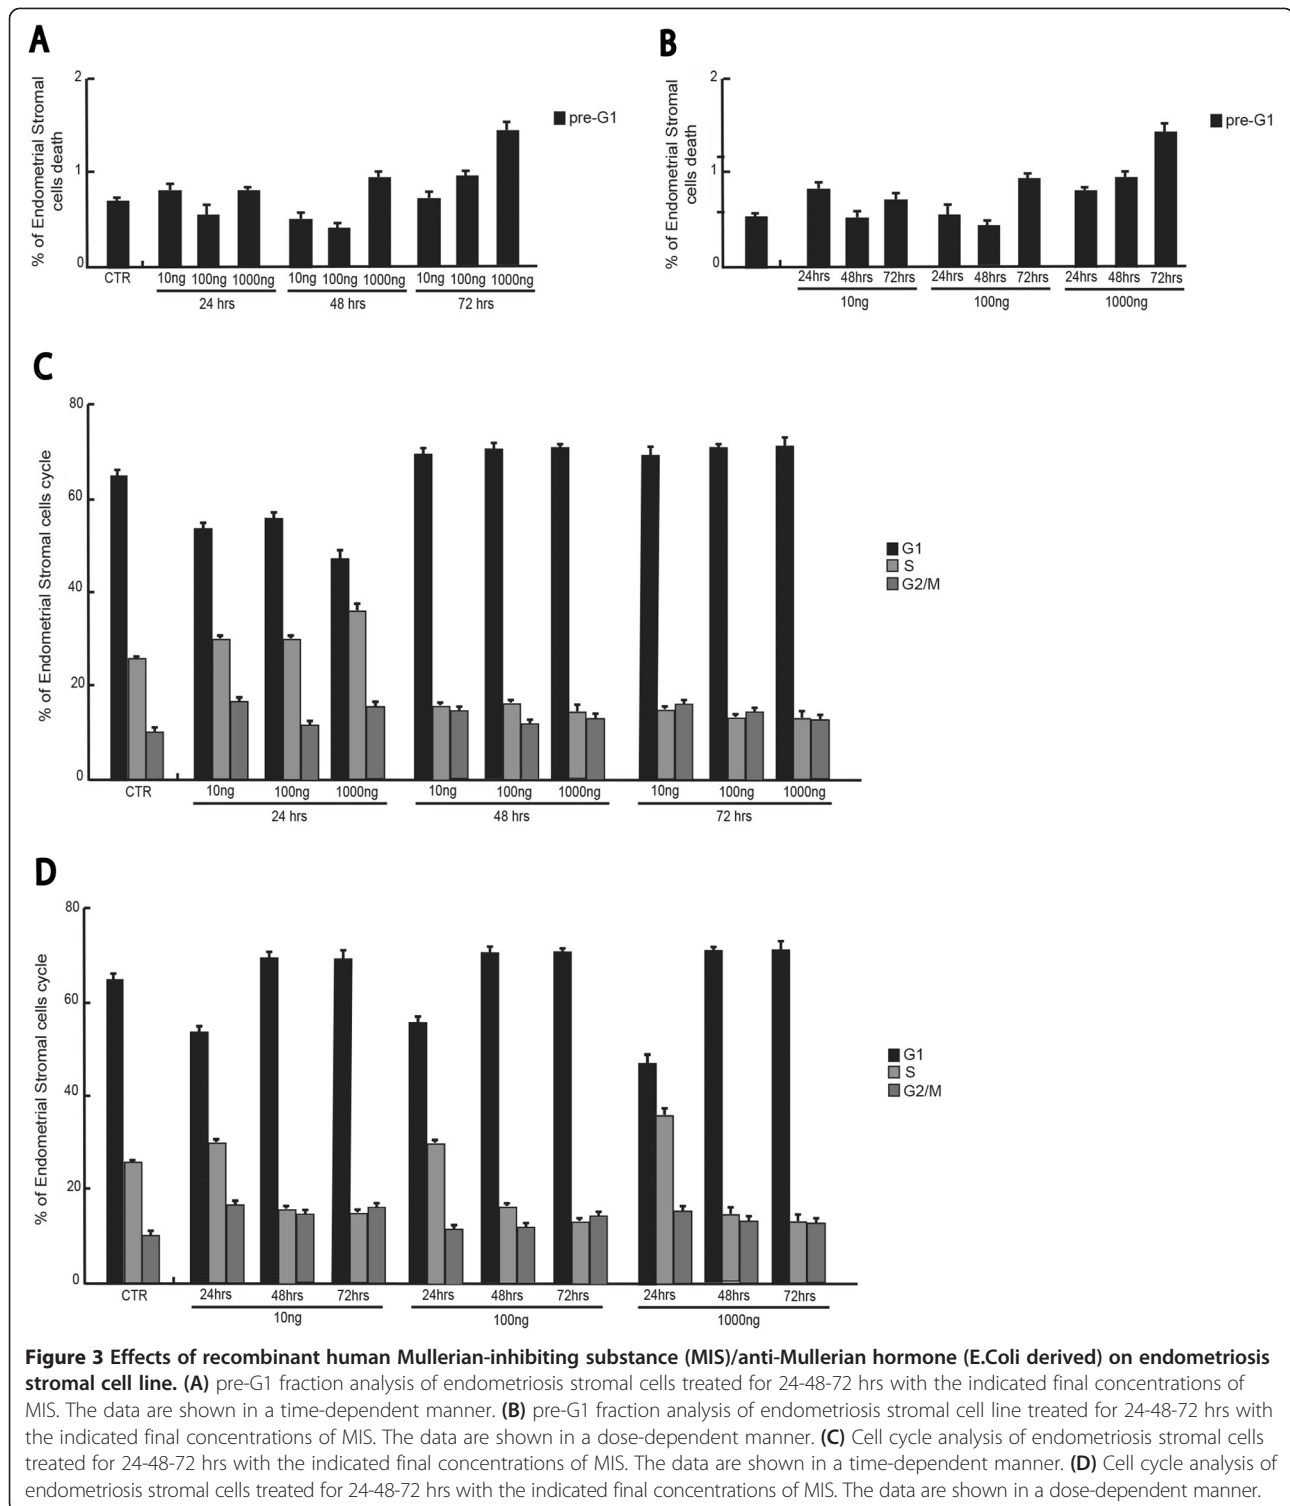 A
% of Endometrial Stromal
cells death
2
1
0
pre-G1
CTR
10ng 100ng 1000ng 10ng 100ng 1000ng 10ng 100ng 1000ng
24 hrs 48 hrs 72 hrs
B
% of Endometrial Stromal
cells death
2
1
0
pre-G1
24hrs 48hrs 72hrs 24hrs 48hrs 72hrs 24hrs 48hrs 72hrs
10ng 100ng 1000ng
C
% of Endometrial Stromal cells cycle
80
60
40
20
0
G1
S
G2/M
CTR 10ng 100ng 1000ng 10ng 100ng 1000ng 10ng 100ng 1000ng
24 hrs 48 hrs 72 hrs
D
% of Endometrial Stromal cells cycle
80
60
40
20
0
G1
S
G2/M
CTR 24hrs 48hrs 72hrs 24hrs 48hrs 72hrs 24hrs 48hrs 72hrs
10ng 100ng 1000ng
Figure 3 Effects of recombinant human Mullerian-inhibiting substance (MIS)/anti-Mullerian hormone (E.Coli derived) on endometriosis
stromal cell line. (A) pre-G1 fraction analysis of endometriosis stromal cells treated for 24-48-72 hrs with the indicated final concentrations of
MIS. The data are shown in a time-dependent manner. (B) pre-G1 fraction analysis of endometriosis stromal cell line treated for 24-48-72 hrs with
the indicated final concentrations of MIS. The data are shown in a dose-dependent manner. (C) Cell cycle analysis of endometriosis stromal cells
treated for 24-48-72 hrs with the indicated final concentrations of MIS. The data are shown in a time-dependent manner. (D) Cell cycle analysis of
endometriosis stromal cells treated for 24-48-72 hrs with the indicated final concentrations of MIS. The data are shown in a dose-dependent manner.